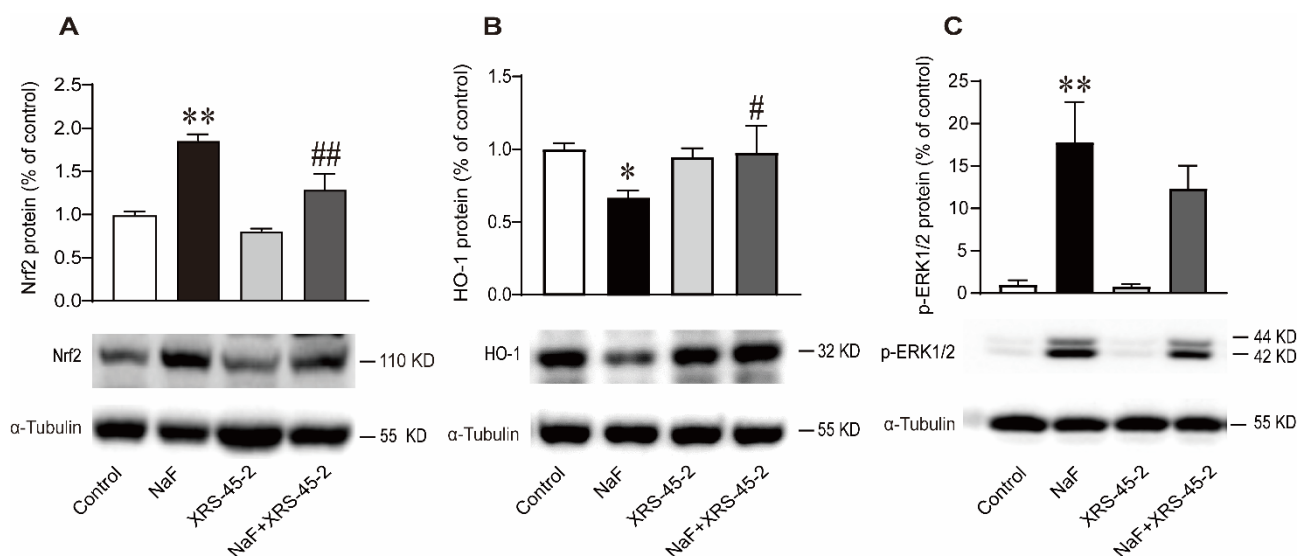 A
Nrf2 protein (% of control)
2.5
2.0
1.5
1.0
0.5
0.0
**
##
Nrf2
110 KD
α-Tubulin
55 KD
Control
NaF
XRS-45-2
NaF+XRS-45-2
B
HO-1 protein (% of control)
1.5
1.0
0.5
0.0
*
#
HO-1
32 KD
α-Tubulin
55 KD
Control
NaF
XRS-45-2
NaF+XRS-45-2
C
p-ERK1/2 protein (% of control)
25
20
15
10
5
0
**
p-ERK1/2
44 KD
42 KD
α-Tubulin
55 KD
Control
NaF
XRS-45-2
NaF+XRS-45-2